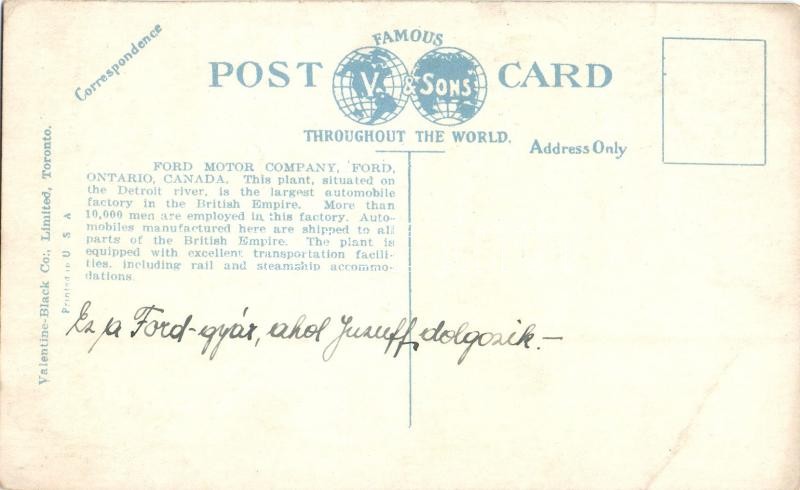 Correspondence
FAMOUS
POST CARD
V. & SONS
THROUGHOUT THE WORLD.
Address Only
Valentine-Black Co:, Limited, Toronto.
Printed in U S A
FORD MOTOR COMPANY, FORD,
ONTARIO, CANADA. This plant, situated on
the Detroit river, is the largest automobile
factory in the British Empire. More than
10,000 men are employed in this factory. Auto-
mobiles manufactured here are shipped to all
parts of the British Empire. The plant is
equipped with excellent transportation facili-
ties, including rail and steamship accommo-
dations.
Ez a Ford-gyár, ahol Juzuff dolgozik.—